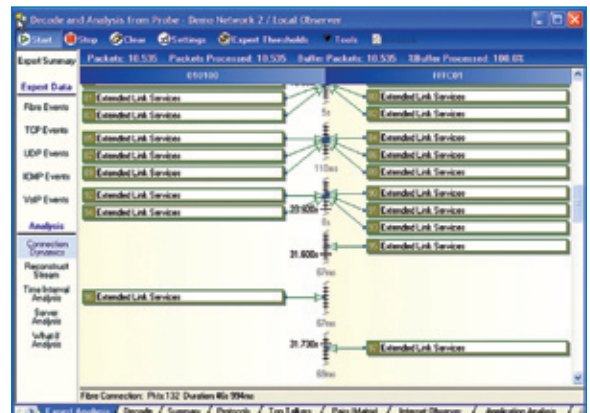 Decode and Analysis from Probe - Demo Network 2 / Local Observer
Start Stop Clear Settings Expert Thresholds Tools
Packets: 10,535 Packets Processed: 10,535 Buffer Packets: 10,535 %Buffer Processed: 100.0%
Expert Summary
010100 FFFC01
Expert Data
Fibre Events
TCP Events
UDP Events
ICMP Events
VoIP Events
Analysis
Connection Dynamics
Reconstruct Stream
Time Interval Analysis
Server Analysis
What If Analysis
Extended Link Services
Extended Link Services
Extended Link Services
Extended Link Services
Extended Link Services
Extended Link Services
Extended Link Services
Extended Link Services
5s
110ms
0s
31.600s
67ms
67ms
31.730s
Extended Link Services
Extended Link Services
Extended Link Services
Extended Link Services
Extended Link Services
Extended Link Services
Extended Link Services
Extended Link Services
Extended Link Services
Extended Link Services
Fibre Connection: Pkts:132 Duration 46s 994ms
Expert Analysis / Decode / Summary / Protocols / Top Talkers / Pairs (Matrix) / Internet Observer / Application Analysis